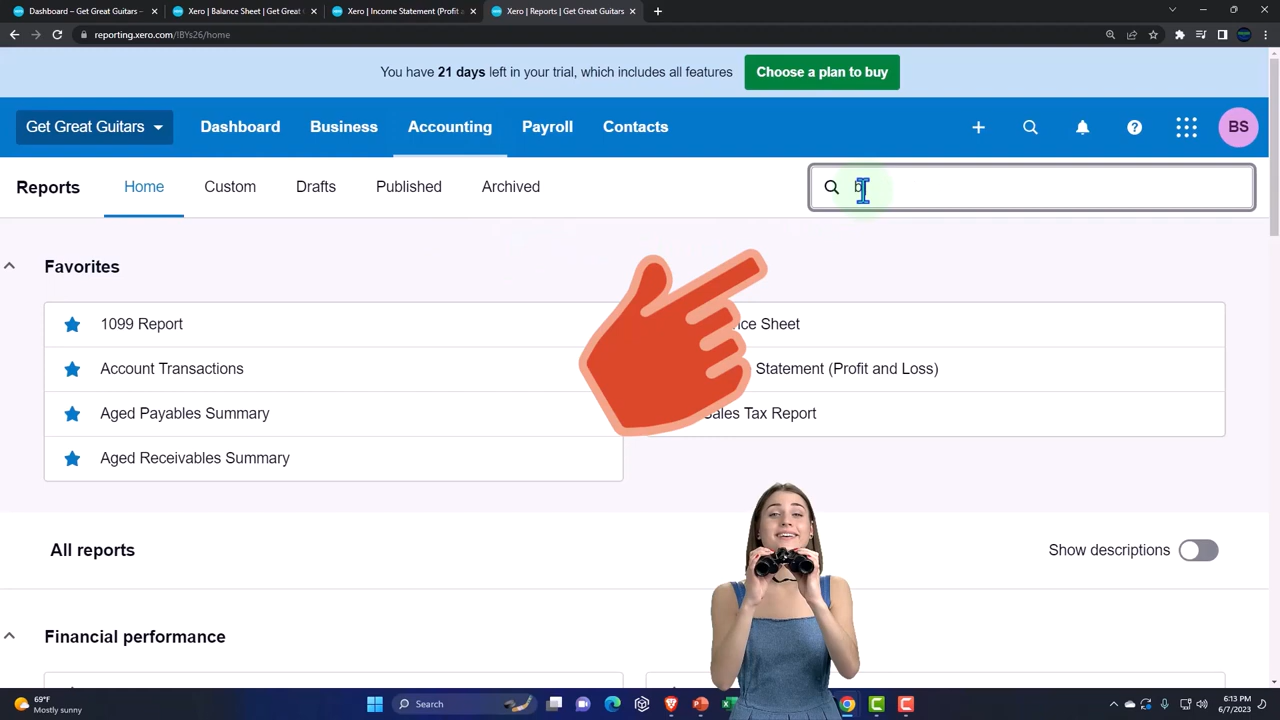 Dashboard – Get Great Guitars –
Xero | Balance Sheet | Get Great
Xero | Income Statement (Profit a
Xero | Reports | Get Great Guitars
reporting.xero.com/!BYs26/home
You have 21 days left in your trial, which includes all features
Choose a plan to buy
Get Great Guitars
Dashboard
Business
Accounting
Payroll
Contacts
BS
Reports
Home
Custom
Drafts
Published
Archived
b
Favorites
1099 Report
Account Transactions
Aged Payables Summary
Aged Receivables Summary
nce Sheet
Statement (Profit and Loss)
Sales Tax Report
All reports
Show descriptions
Financial performance
69°F
Mostly sunny
Search
6:13 PM
6/7/2023